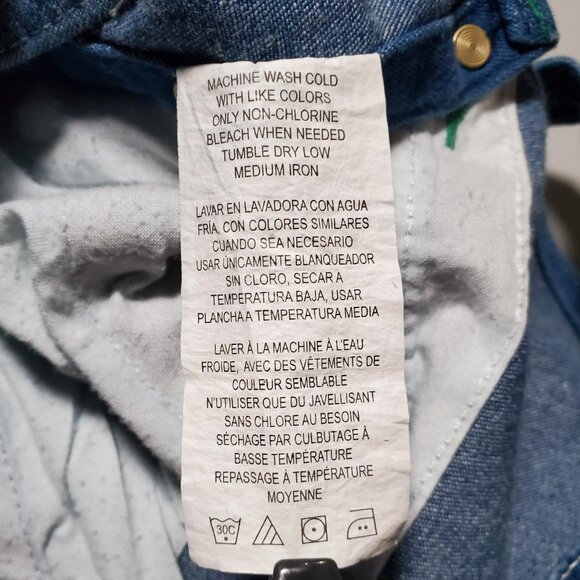 MACHINE WASH COLD
WITH LIKE COLORS
ONLY NON-CHLORINE
BLEACH WHEN NEEDED
TUMBLE DRY LOW
MEDIUM IRON
LAVAR EN LAVADORA CON AGUA
FRÍA, CON COLORES SIMILARES
CUANDO SEA NECESARIO
USAR ÚNICAMENTE BLANQUEADOR
SIN CLORO, SECAR A
TEMPERATURA BAJA, USAR
PLANCHA A TEMPERATURA MEDIA
LAVER À LA MACHINE À L'EAU
FROIDE, AVEC DES VÊTEMENTS DE
COULEUR SEMBLABLE
N'UTILISER QUE DU JAVELLISANT
SANS CHLORE AU BESOIN
SÉCHAGE PAR CULBUTAGE À
BASSE TEMPÉRATURE
REPASSAGE À TEMPÉRATURE
MOYENNE
30C